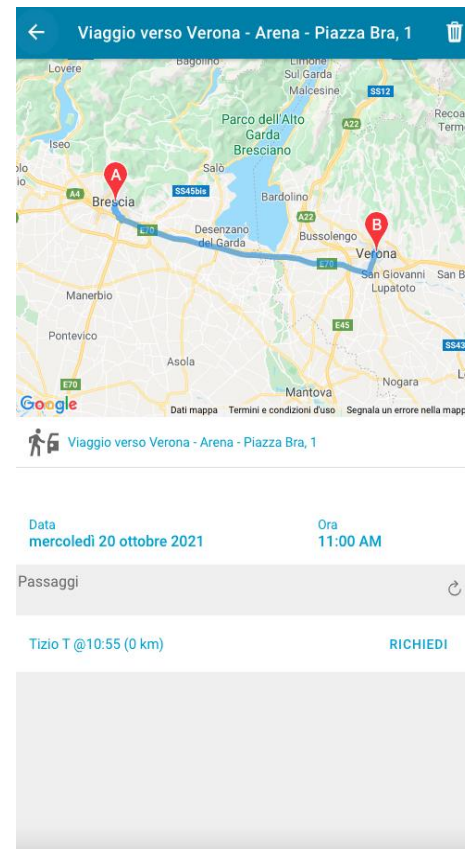 Viaggio verso Verona - Arena - Piazza Bra, 1
Lovere
Bagolino
Limone
Sul Garda
Malcesine
SS12
Parco dell'Alto
Garda
Bresciano
A22
Recoa
Term
Iseo
Salò
SS45bis
A
A4
Brescia
Bardolino
A22
B
E70
Desenzano
del Garda
Bussolengo
Verona
E70
San Giovanni
Lupatoto
San B
Manerbio
E45
Pontevico
SS43
Asola
E70
Nogara
Mantova
Google
Dati mappa
Termini e condizioni d'uso
Segnala un errore nella mapp
Viaggio verso Verona - Arena - Piazza Bra, 1
Data
mercoledì 20 ottobre 2021
Ora
11:00 AM
Passaggi
Tizio T @10:55 (0 km)
RICHIEDI